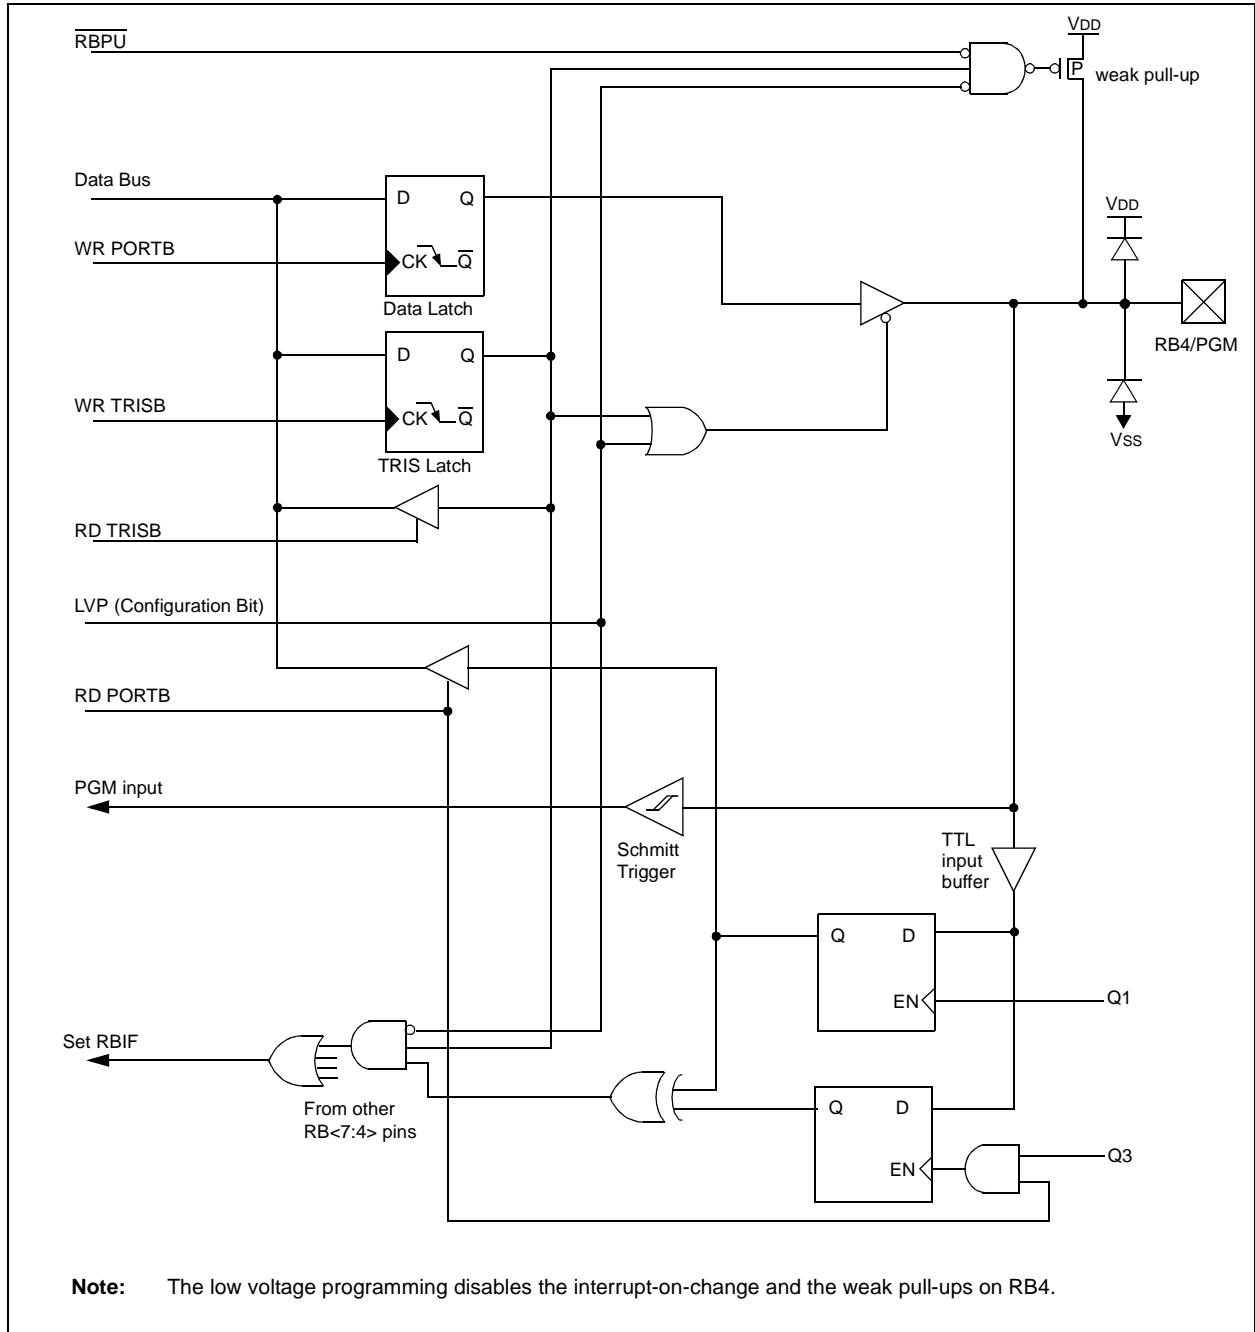 VDD
RBPU
P
weak pull-up
Data Bus
D Q
VDD
WR PORTB
CK Q
Data Latch
D Q
RB4/PGM
WR TRISB
CK Q
VSS
TRIS Latch
RD TRISB
LVP (Configuration Bit)
RD PORTB
PGM input
Schmitt
Trigger
TTL
input
buffer
Q D
EN
Q1
Set RBIF
From other
RB<7:4> pins
Q D
EN
Q3
Note: The low voltage programming disables the interrupt-on-change and the weak pull-ups on RB4.